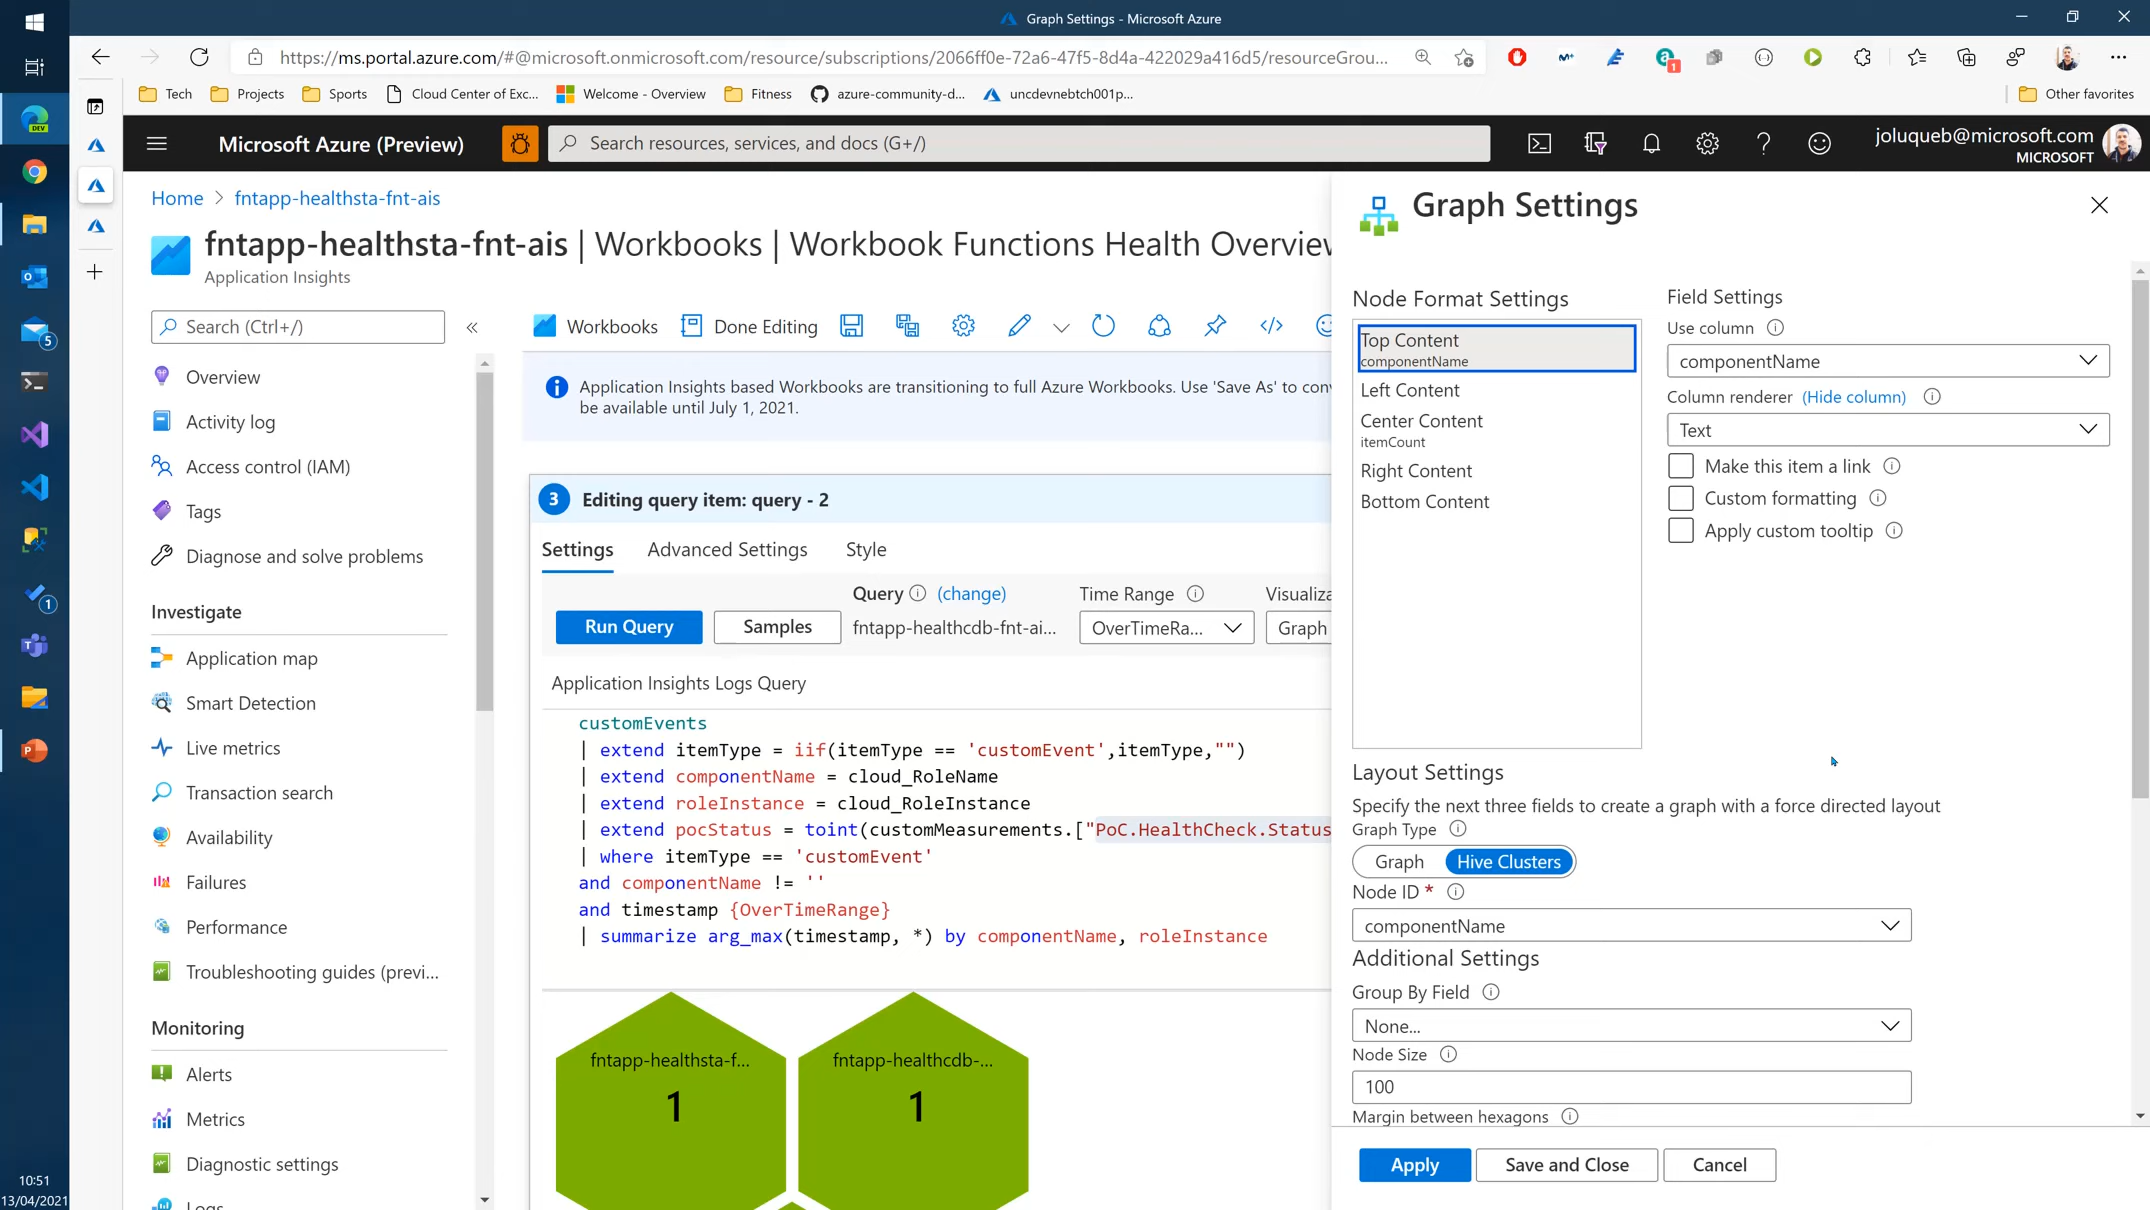 Graph Settings - Microsoft Azure
https://ms.portal.azure.com/#@microsoft.onmicrosoft.com/resource/subscriptions/2066ff0e-72a6-47f5-8d4a-422029a416d5/resourceGrou...
Tech
Projects
Sports
Cloud Center of Exc...
Welcome - Overview
Fitness
azure-community-d...
uncdevnebtch001p...
Other favorites
Microsoft Azure (Preview)
Search resources, services, and docs (G+/)
joluqueb@microsoft.com
MICROSOFT
Home > fntapp-healthsta-fnt-ais
fntapp-healthsta-fnt-ais | Workbooks | Workbook Functions Health Overview
Application Insights
Search (Ctrl+/)
«
Overview
Activity log
Access control (IAM)
Tags
Diagnose and solve problems
Investigate
Application map
Smart Detection
Live metrics
Transaction search
Availability
Failures
Performance
Troubleshooting guides (previ...
Monitoring
Alerts
Metrics
Diagnostic settings
Logs
Workbooks
Done Editing
Application Insights based Workbooks are transitioning to full Azure Workbooks. Use 'Save As' to con
be available until July 1, 2021.
3 Editing query item: query - 2
Settings
Advanced Settings
Style
Query (change)
Time Range
Visualiza
Run Query
Samples
fntapp-healthcdb-fnt-ai...
OverTimeRa...
Graph
Application Insights Logs Query
customEvents
| extend itemType = iif(itemType == 'customEvent',itemType,"")
| extend componentName = cloud_RoleName
| extend roleInstance = cloud_RoleInstance
| extend pocStatus = toint(customMeasurements.["PoC.HealthCheck.Status
| where itemType == 'customEvent'
and componentName != ''
and timestamp {OverTimeRange}
| summarize arg_max(timestamp, *) by componentName, roleInstance
fntapp-healthsta-f...
1
fntapp-healthcdb-...
1
Graph Settings
Node Format Settings
Top Content
componentName
Left Content
Center Content
itemCount
Right Content
Bottom Content
Field Settings
Use column
componentName
Column renderer (Hide column)
Text
Make this item a link
Custom formatting
Apply custom tooltip
Layout Settings
Specify the next three fields to create a graph with a force directed layout
Graph Type
Graph
Hive Clusters
Node ID *
componentName
Additional Settings
Group By Field
None...
Node Size
100
Margin between hexagons
Apply
Save and Close
Cancel
DEV
5
1
1
10:51
13/04/2021